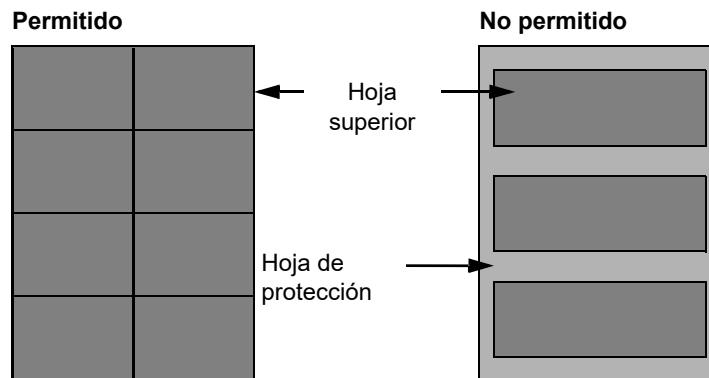 Permitido
No permitido
Hoja
superior
Hoja de
protección